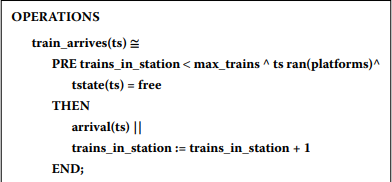 OPERATIONS
train_arrives(ts) ≅
PRE trains_in_station < max_trains ^ ts ran(platforms)^
tstate(ts) = free
THEN
arrival(ts) ||
trains_in_station := trains_in_station + 1
END;